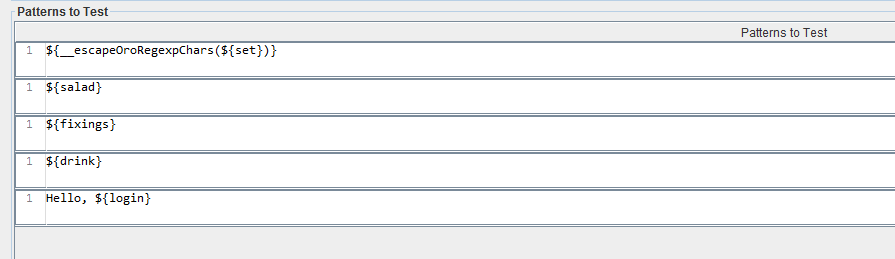 Patterns to Test
Patterns to Test
1 ${__escapeOroRegexpChars(${set})}
1 ${salad}
1 ${fixings}
1 ${drink}
1 Hello, ${login}